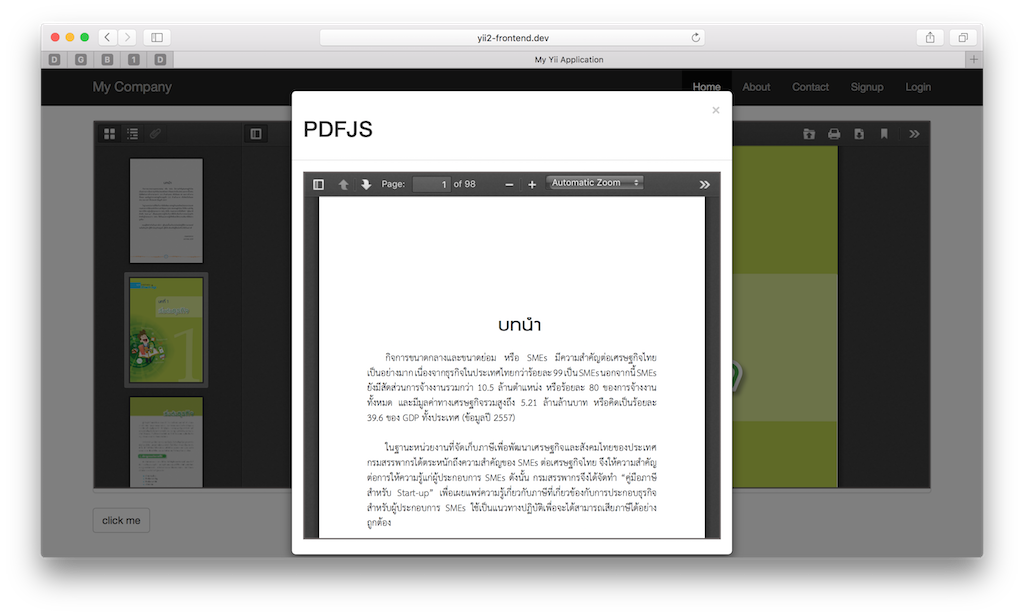 yii2-frontend.dev
D G B 1 D
My Yii Application
My Company
Home About Contact Signup Login
×
PDFJS
Page: 1 of 98
Automatic Zoom
บทนำ
กิจการขนาดกลางและขนาดย่อม หรือ SMEs มีความสำคัญต่อเศรษฐกิจไทย
เป็นอย่างมาก เนื่องจากธุรกิจในประเทศไทยกว่าร้อยละ 99 เป็น SMEs นอกจากนี้ SMEs
ยังมีสัดส่วนการจ้างงานรวมกว่า 10.5 ล้านตำแหน่ง หรือร้อยละ 80 ของการจ้างงาน
ทั้งหมด และมีมูลค่าทางเศรษฐกิจรวมสูงถึง 5.21 ล้านล้านบาท หรือคิดเป็นร้อยละ
39.6 ของ GDP ทั้งประเทศ (ข้อมูลปี 2557)
ในฐานะหน่วยงานที่จัดเก็บภาษีเพื่อพัฒนาเศรษฐกิจและสังคมไทยของประเทศ
กรมสรรพากรได้ตระหนักถึงความสำคัญของ SMEs ต่อเศรษฐกิจไทย จึงให้ความสำคัญ
ต่อการให้ความรู้แก่ผู้ประกอบการ SMEs ดังนั้น กรมสรรพากรจึงได้จัดทำ "คู่มือภาษี
สำหรับ Start-up" เพื่อเผยแพร่ความรู้เกี่ยวกับภาษีที่เกี่ยวข้องกับการประกอบธุรกิจ
สำหรับผู้ประกอบการ SMEs ใช้เป็นแนวทางปฏิบัติเพื่อจะได้สามารถเสียภาษีได้อย่าง
ถูกต้อง
1
click me